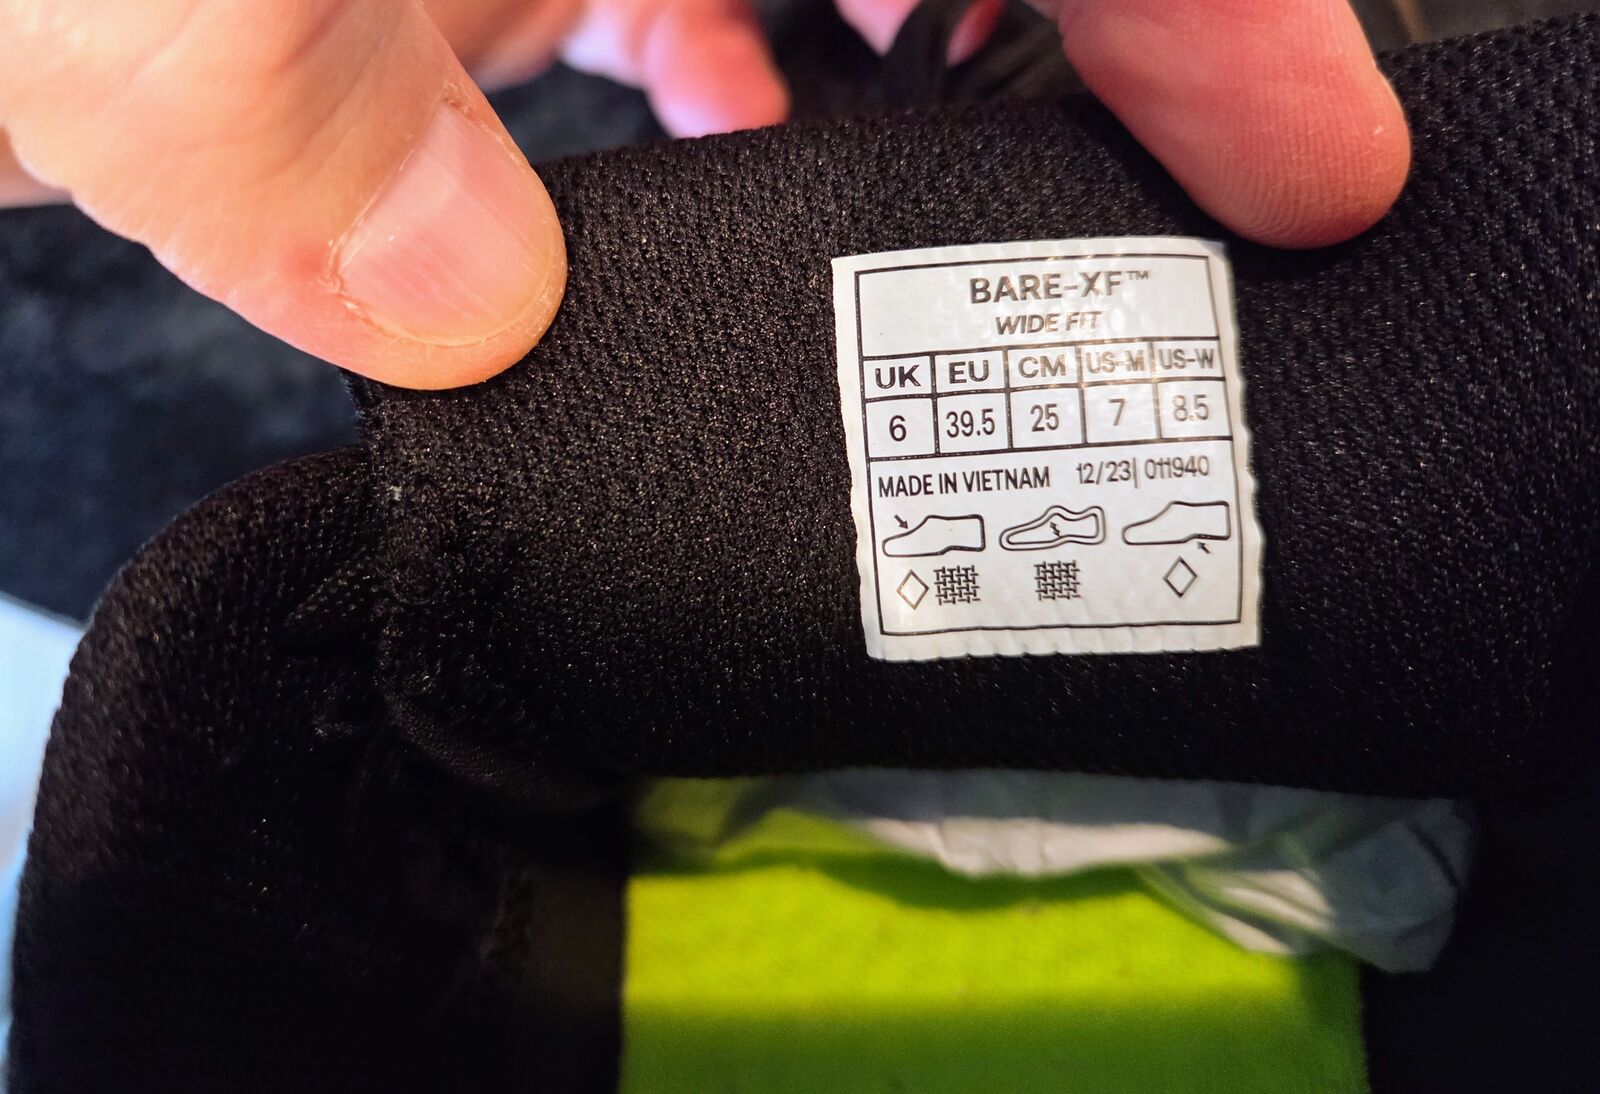 BARE-XF™
WIDE FIT
UK EU CM US-M US-W
6 39.5 25 7 8.5
MADE IN VIETNAM 12/23| 011940